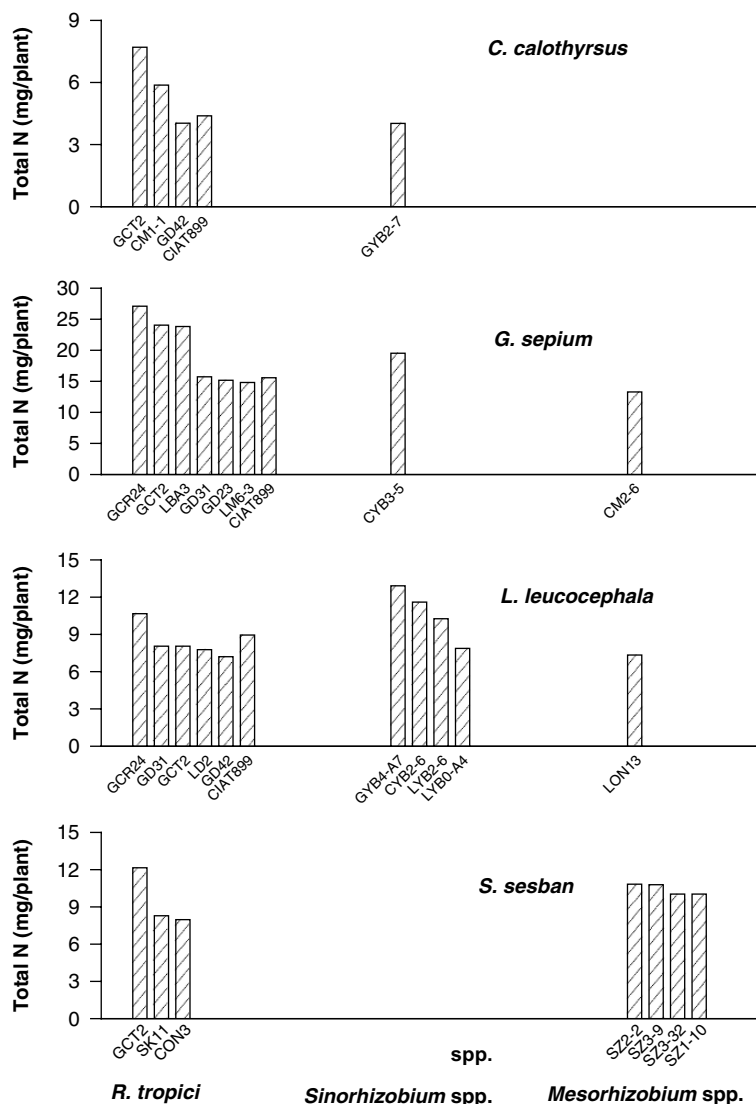 C. calothyrsus
Total N (mg/plant)
9
6
3
0
GCT2
CM1-1
GD42
CIAT899
GYB2-7
G. sepium
Total N (mg/plant)
30
25
20
15
10
5
0
GCR24
GCT2
LBA3
GD31
GD23
LM6-3
CIAT899
CYB3-5
CM2-6
L. leucocephala
Total N (mg/plant)
15
12
9
6
3
0
GCR24
GD31
GCT2
LD2
GD42
CIAT899
GYB4-A7
CYB2-6
LYB2-6
LYB0-A4
LON13
S. sesban
Total N (mg/plant)
15
12
9
6
3
0
GCT2
SK11
CON3
SZ2-2
SZ3-9
SZ3-32
SZ1-10
spp.
R. tropici
Sinorhizobium spp.
Mesorhizobium spp.